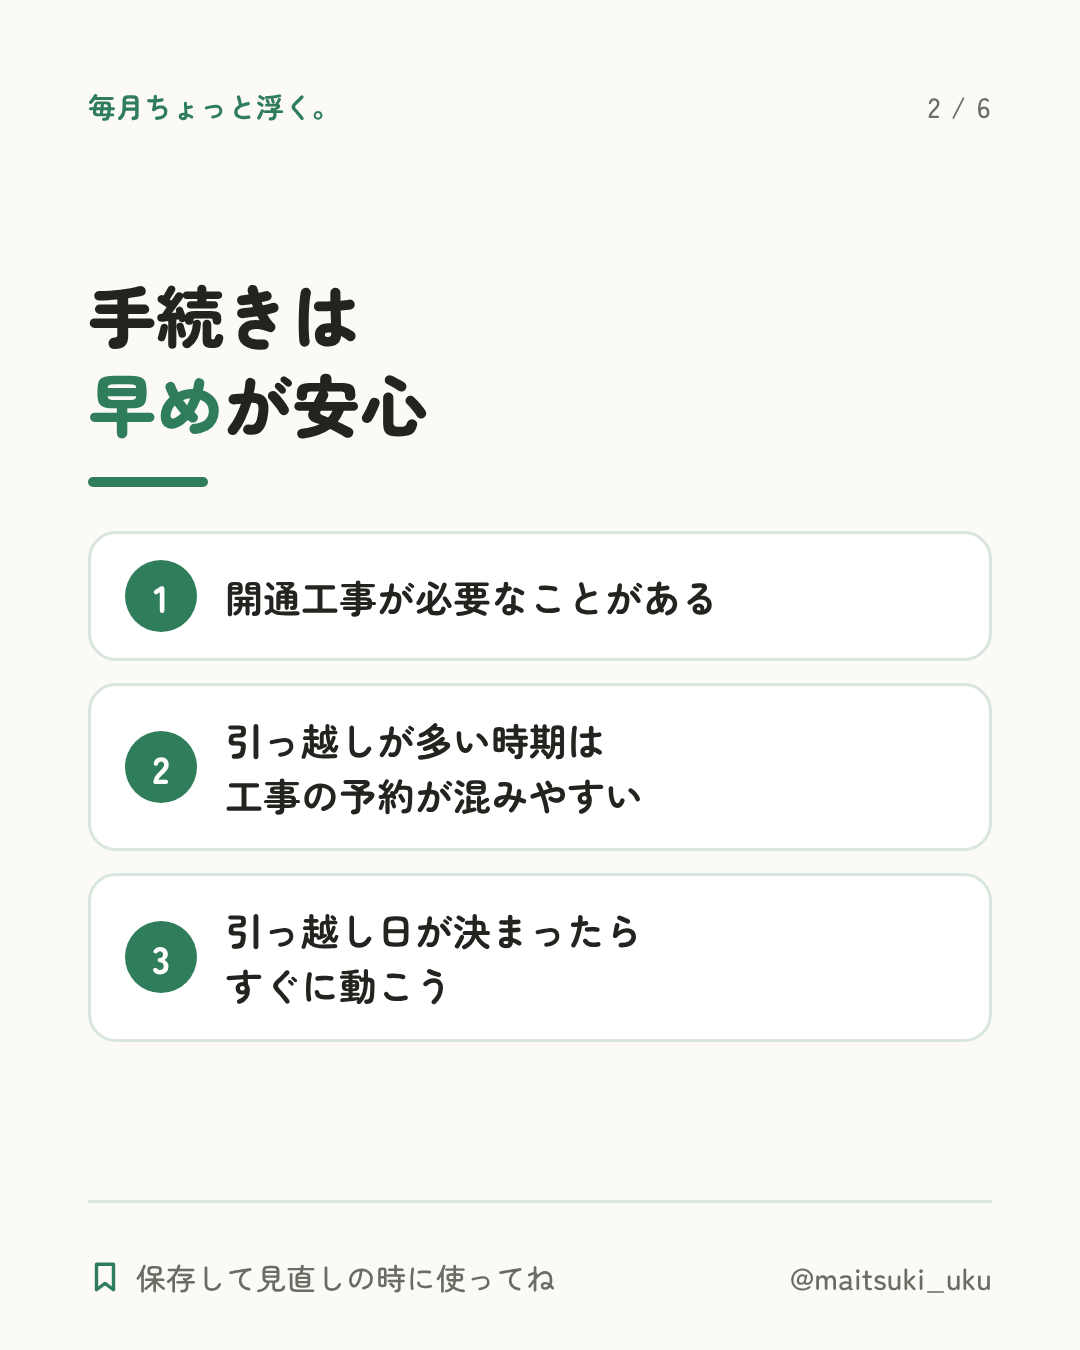 毎月ちょっと浮く。
2 / 6
手続きは
早めが安心
1 開通工事が必要なことがある
2 引っ越しが多い時期は
工事の予約が混みやすい
3 引っ越し日が決まったら
すぐに動こう
保存して見直しの時に使ってね
@maitsuki_uku